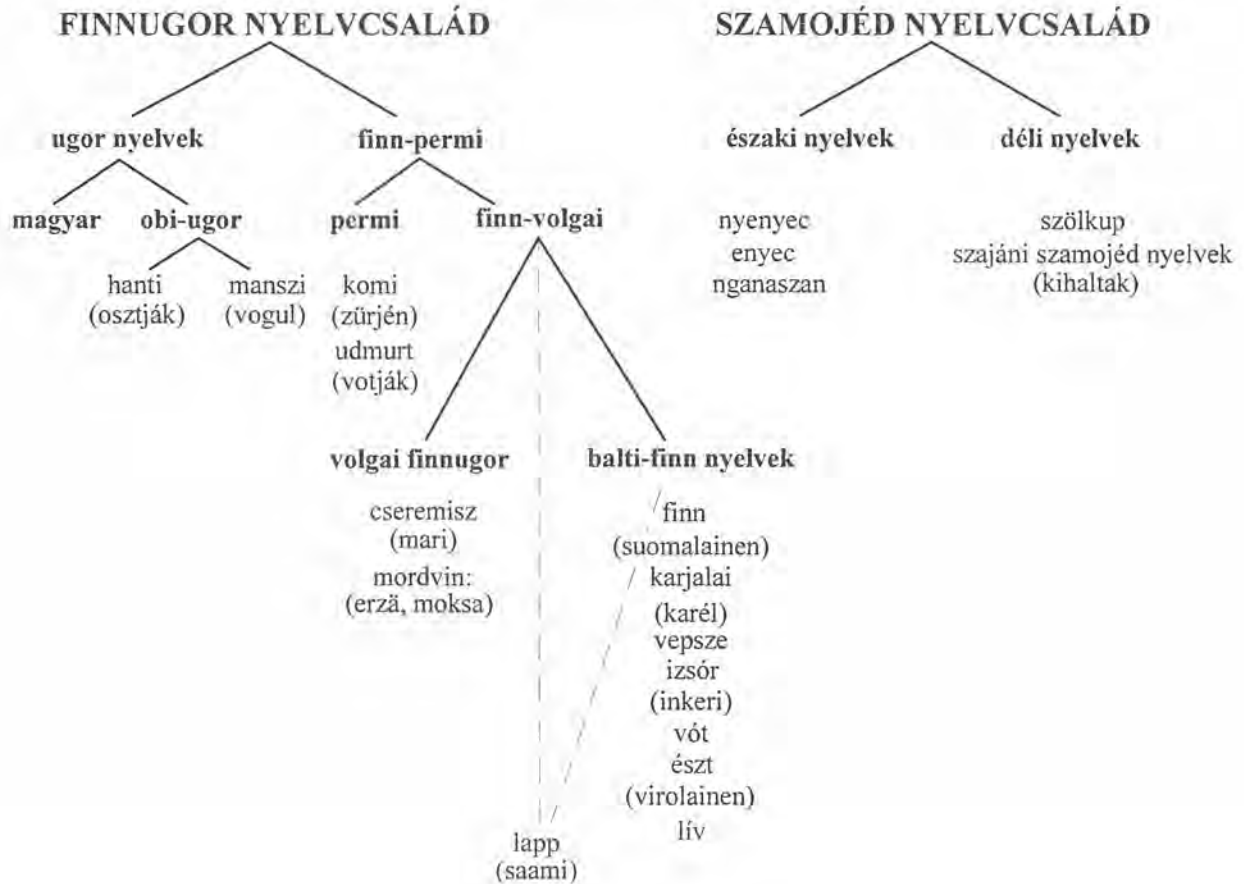 FINNUGOR NYELVCSALÁD
SZAMOJÉD NYELVCSALÁD
ugor nyelvek
finn-permi
északi nyelvek
déli nyelvek
magyar
obi-ugor
permi
finn-volgai
nyenyec
enyec
nganaszan
szölkup
szajáni szamojéd nyelvek
(kihaltak)
hanti
(osztják)
manszi
(vogul)
komi
(zürjén)
udmurt
(votják)
volgai finnugor
balti-finn nyelvek
cseremisz
(mari)
mordvin:
(erzä, moksa)
finn
(suomalainen)
karjalai
(karél)
vepsze
izsór
(inkeri)
vót
észt
(virolainen)
lív
lapp
(saami)